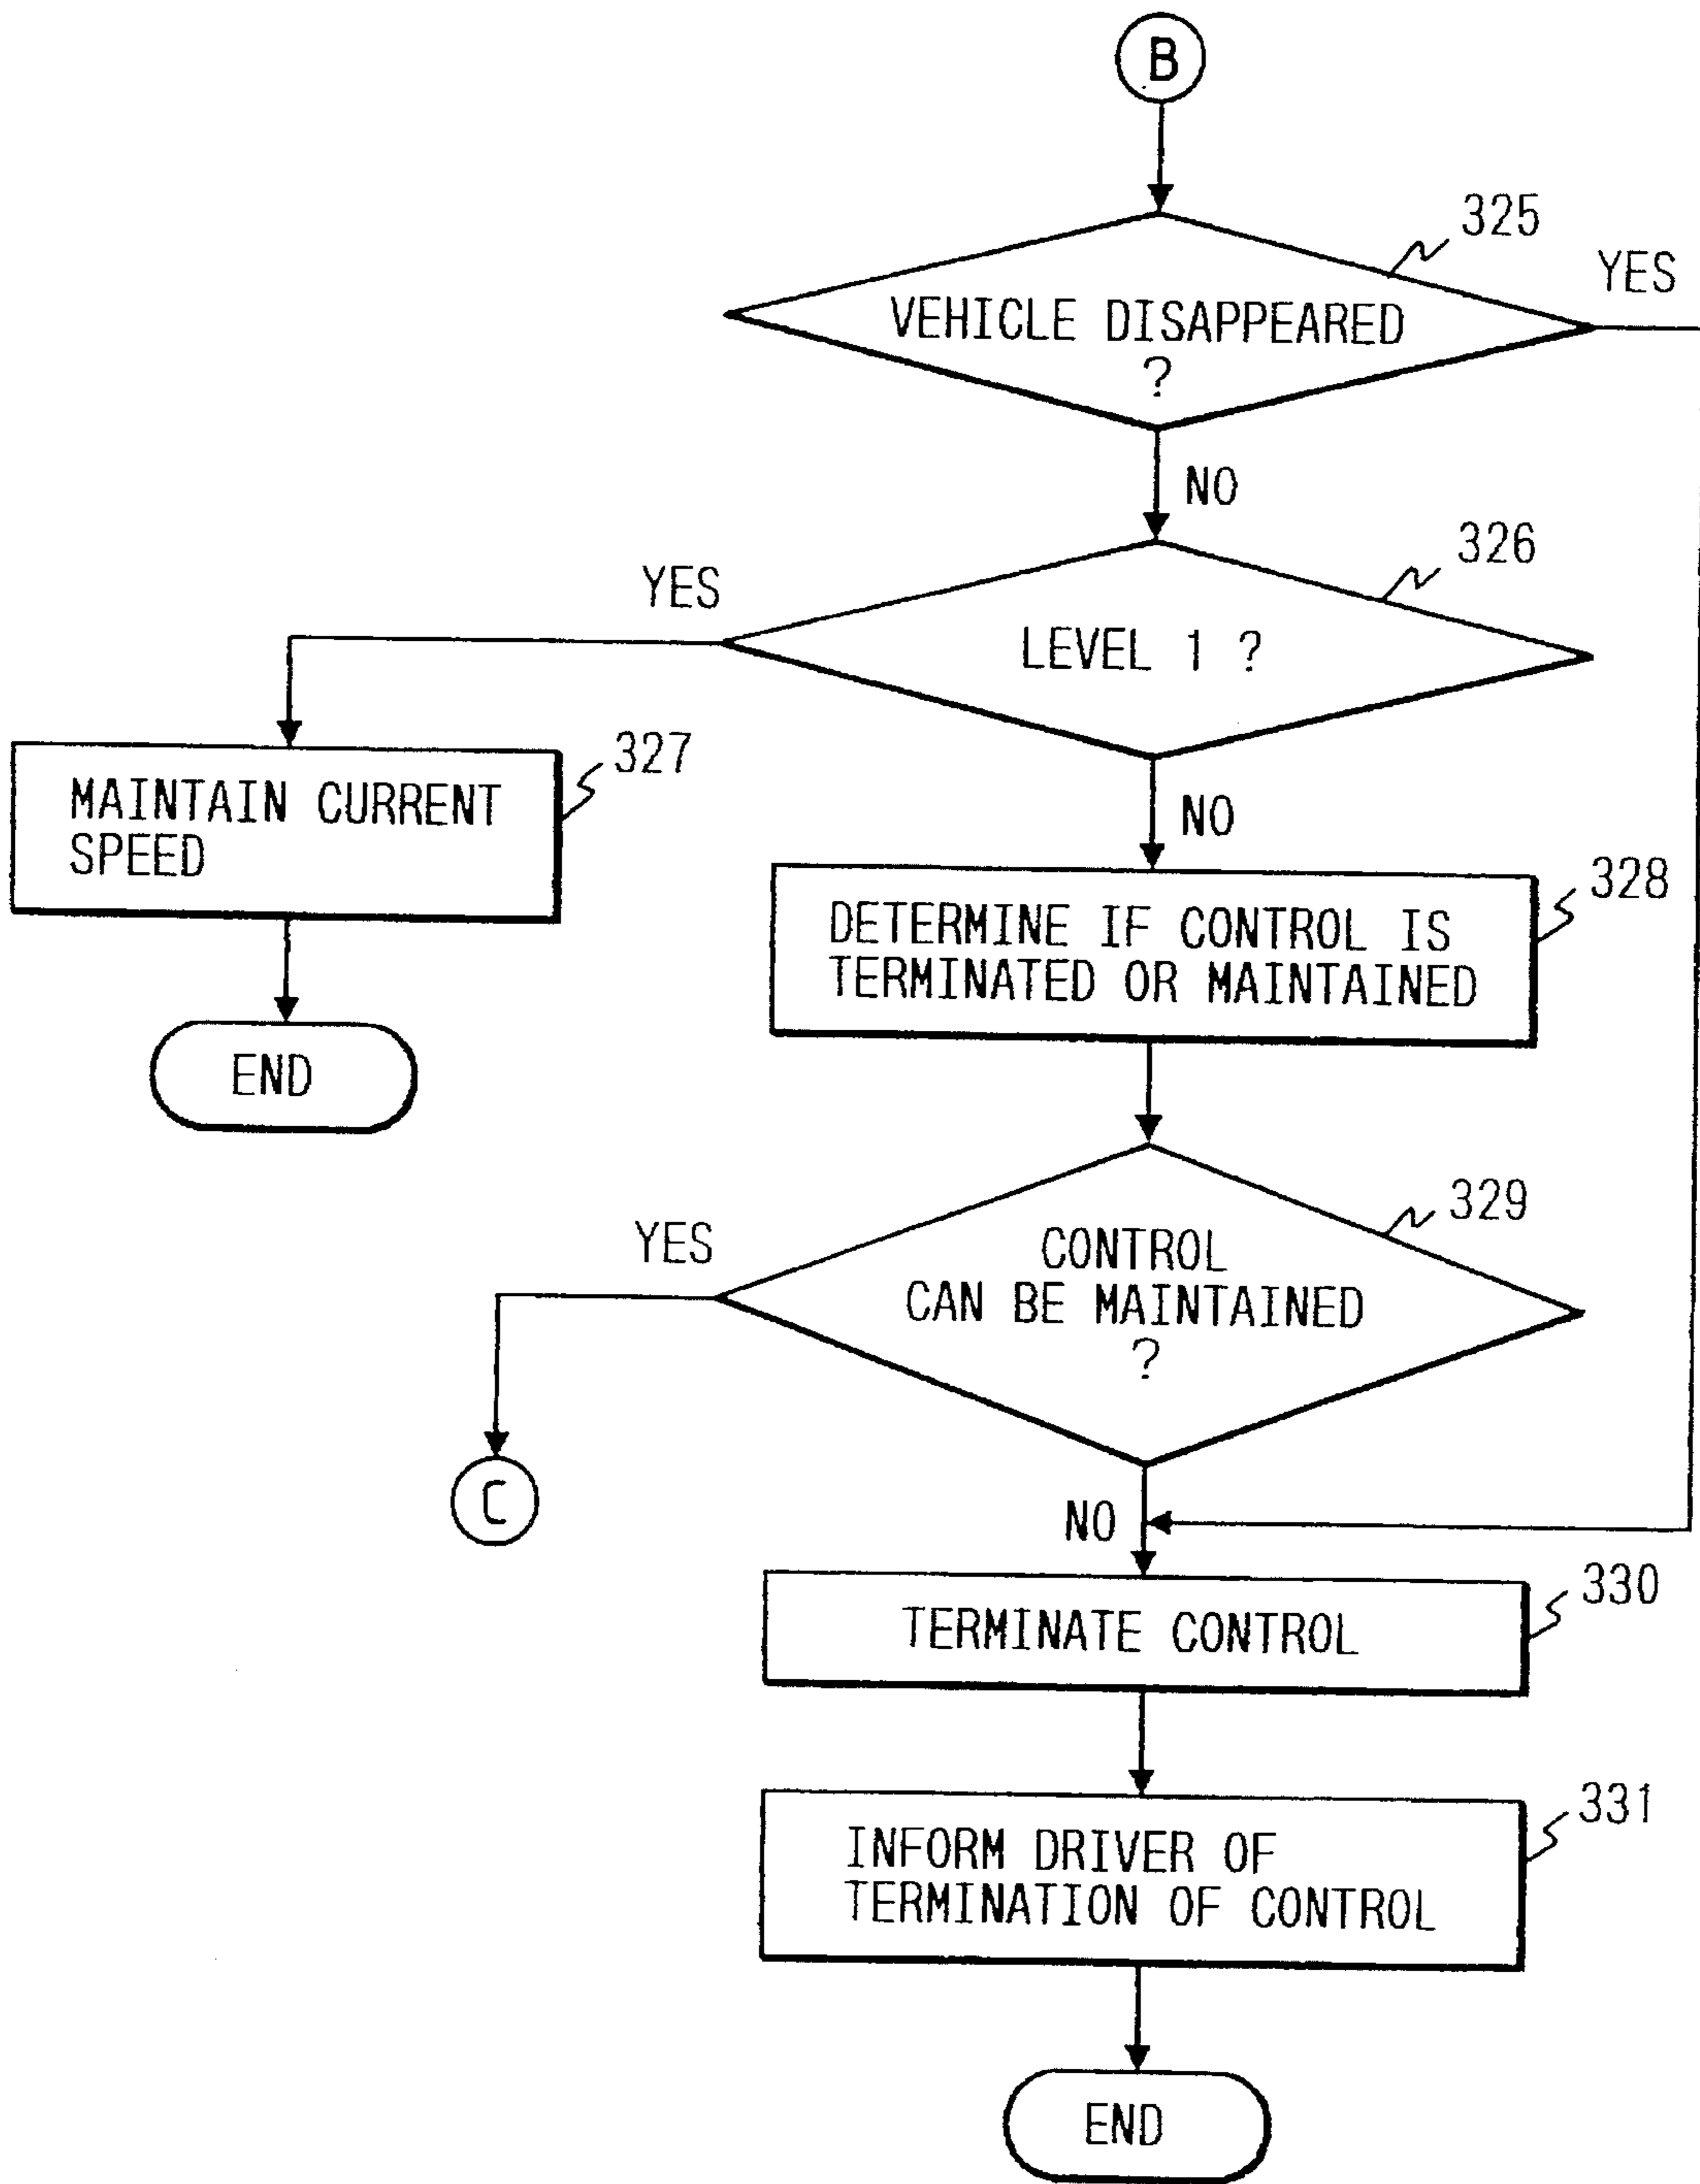 B
325
YES
VEHICLE DISAPPEARED
?
NO
326
YES
LEVEL 1 ?
327
MAINTAIN CURRENT
SPEED
NO
328
DETERMINE IF CONTROL IS
TERMINATED OR MAINTAINED
END
329
YES
CONTROL
CAN BE MAINTAINED
?
C
NO
330
TERMINATE CONTROL
331
INFORM DRIVER OF
TERMINATION OF CONTROL
END